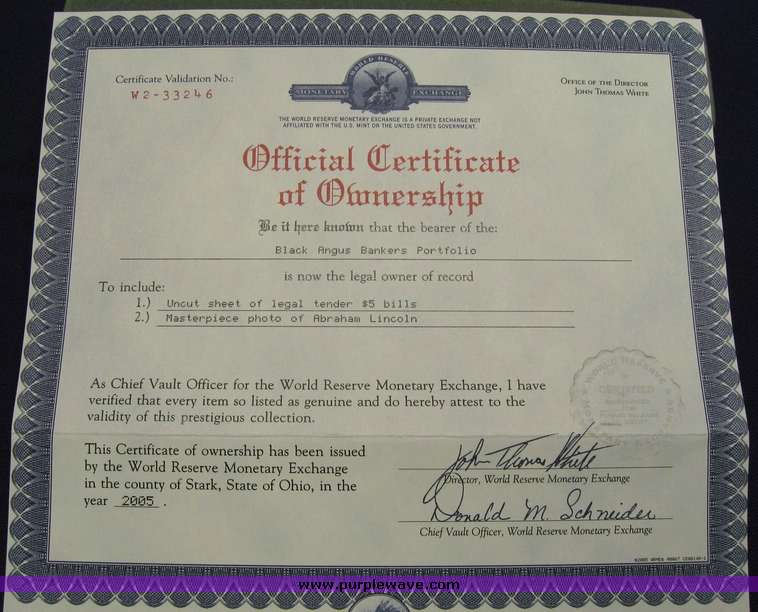 Certificate Validation No.:
W2-33246
WORLD RESERVE
MONETARY EXCHANGE
OFFICE OF THE DIRECTOR
JOHN THOMAS WHITE
THE WORLD RESERVE MONETARY EXCHANGE IS A PRIVATE EXCHANGE NOT
AFFILIATED WITH THE U.S. MINT OR THE UNITED STATES GOVERNMENT.
Official Certificate
of Ownership
Be it here known that the bearer of the:
Black Angus Bankers Portfolio
is now the legal owner of record
To include:
1.) Uncut sheet of legal tender $5 bills
2.) Masterpiece photo of Abraham Lincoln
As Chief Vault Officer for the World Reserve Monetary Exchange, I have
verified that every item so listed as genuine and do hereby attest to the
validity of this prestigious collection.
WORLD RESERVE
CERTIFIED
This Certificate of ownership has been issued
by the World Reserve Monetary Exchange
in the county of Stark, State of Ohio, in the
year 2005.
John Thomas White
Director, World Reserve Monetary Exchange
Donald M. Schneider
Chief Vault Officer, World Reserve Monetary Exchange
www.purplewave.com